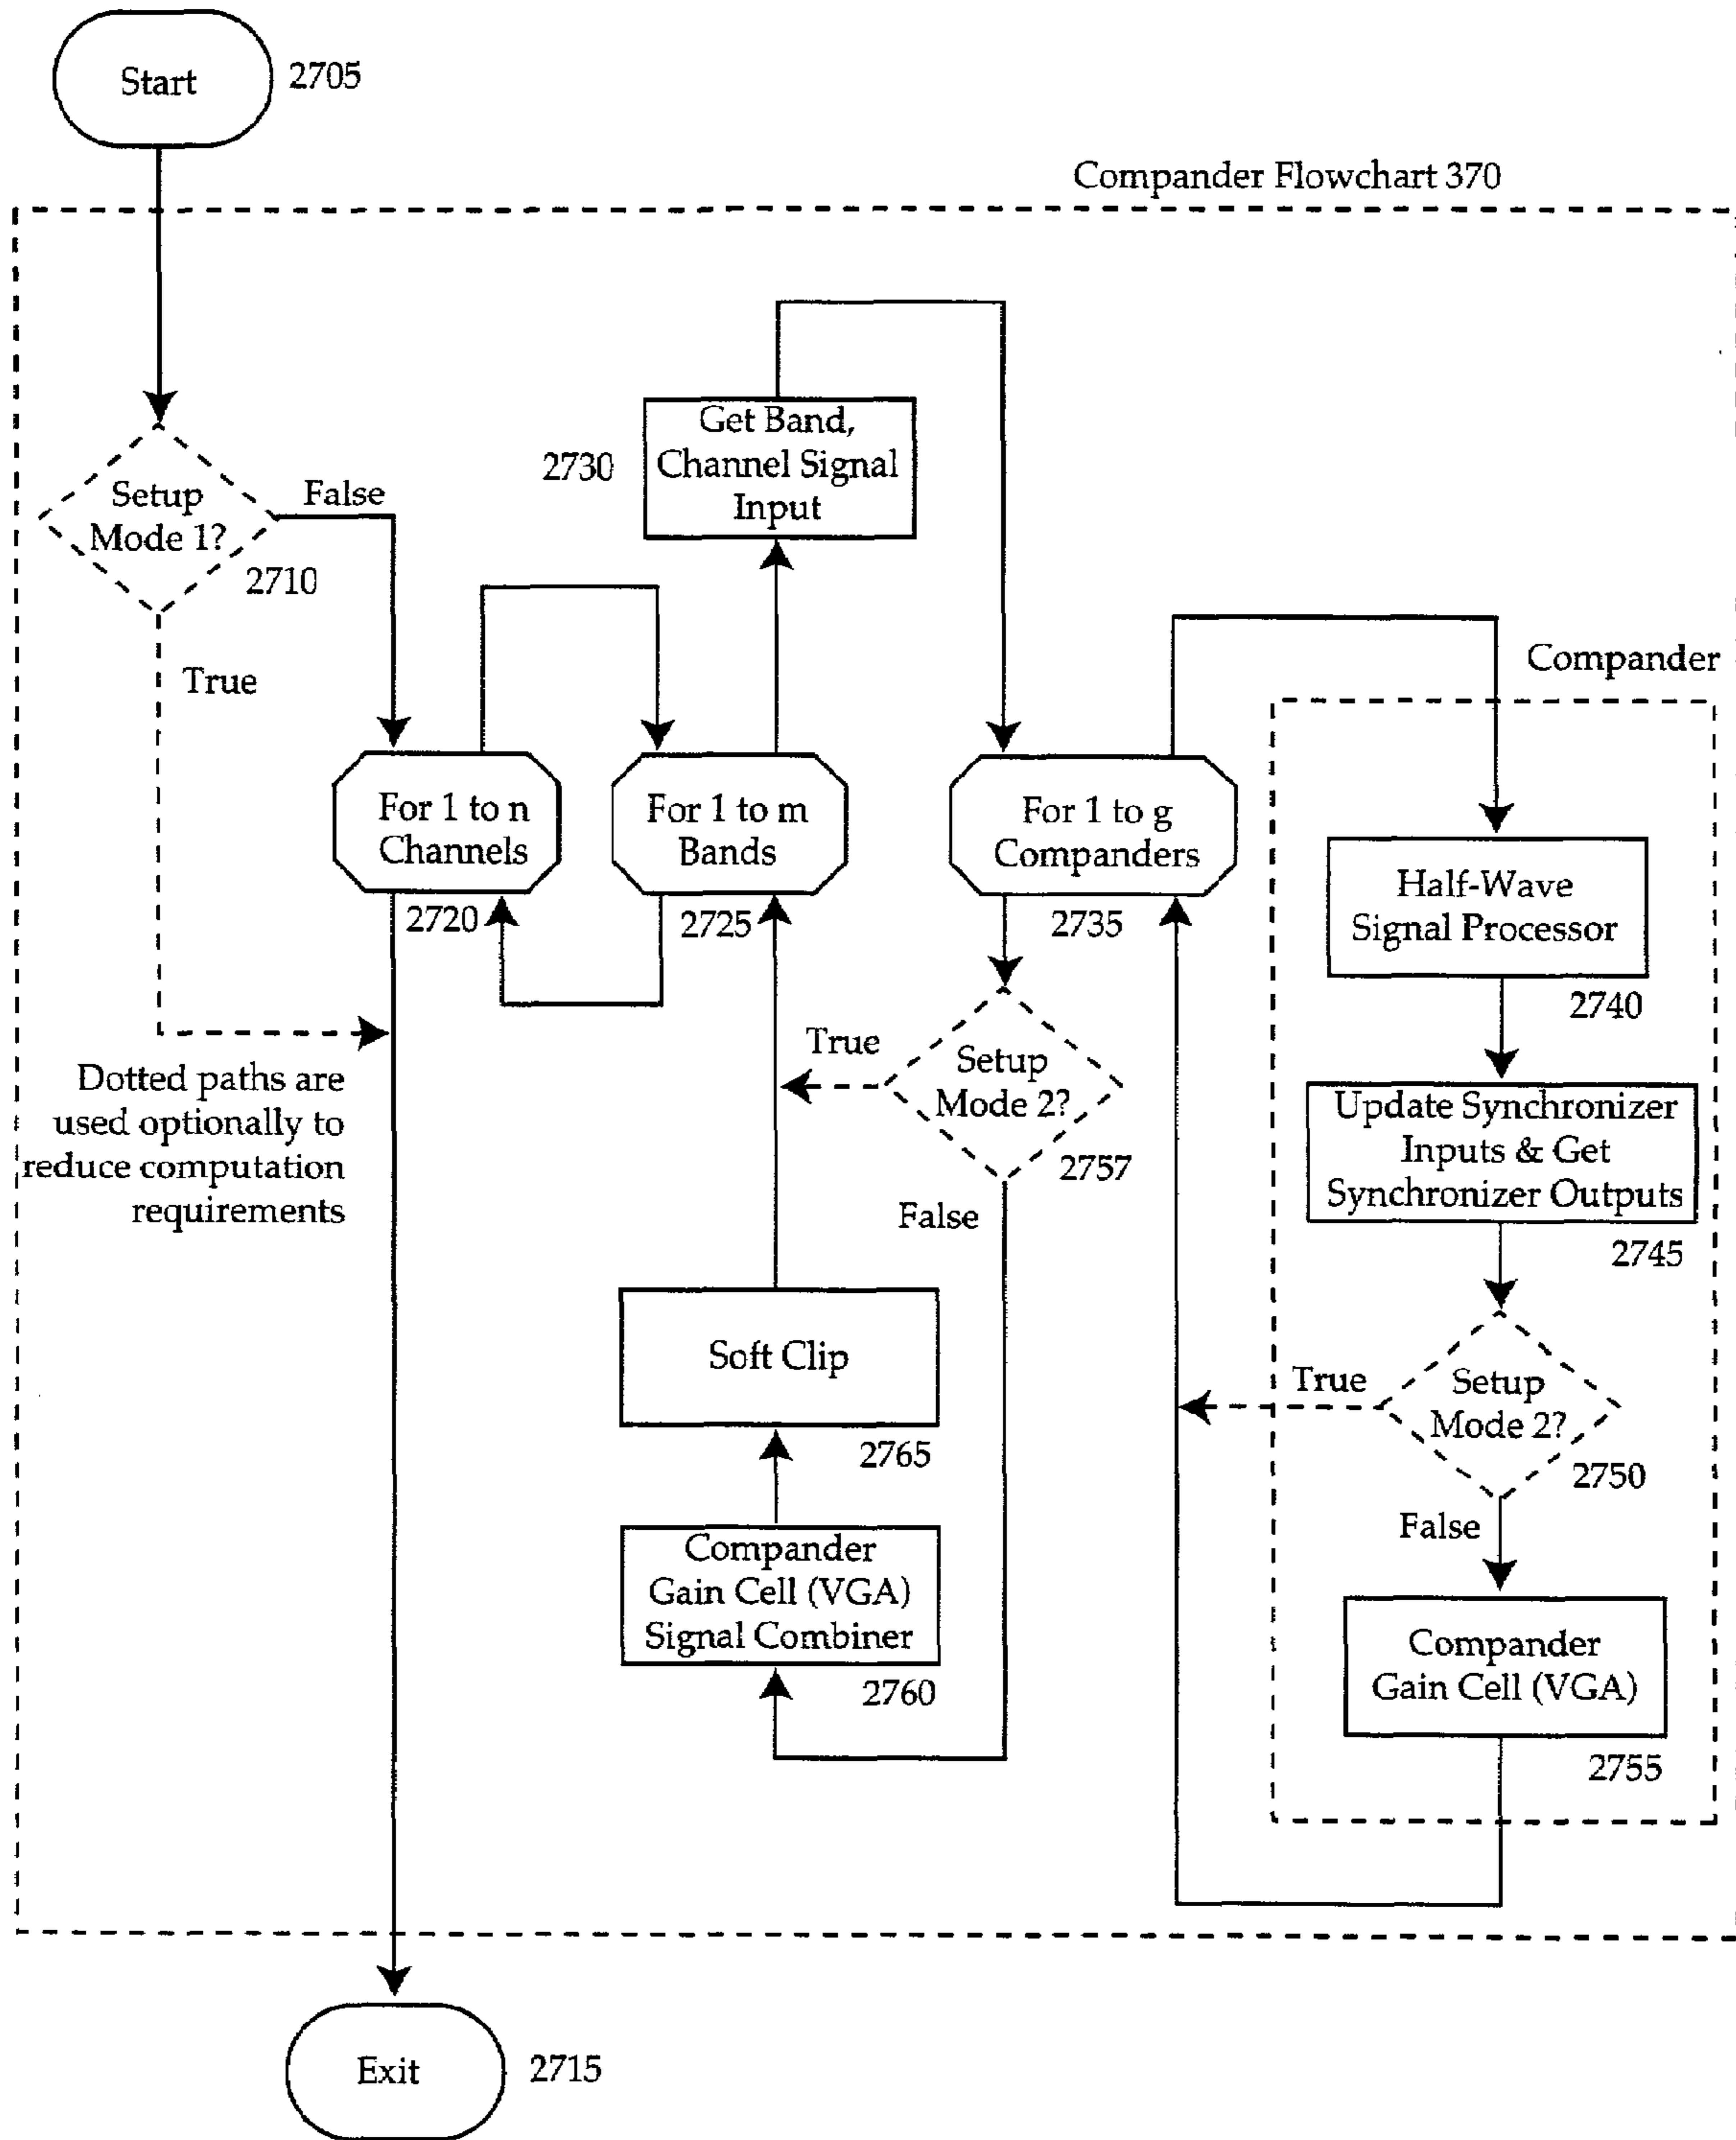 Start
2705
Compander Flowchart 370
Setup
Mode 1?
2710
False
True
Get Band,
Channel Signal
Input
2730
For 1 to n
Channels
2720
For 1 to m
Bands
2725
For 1 to g
Companders
2735
Compander
Half-Wave
Signal Processor
2740
Update Synchronizer
Inputs & Get
Synchronizer Outputs
2745
Setup
Mode 2?
2750
True
False
Compander
Gain Cell (VGA)
2755
Setup
Mode 2?
2757
True
False
Compander
Gain Cell (VGA)
Signal Combiner
2760
Soft Clip
2765
Dotted paths are
used optionally to
reduce computation
requirements
Exit
2715